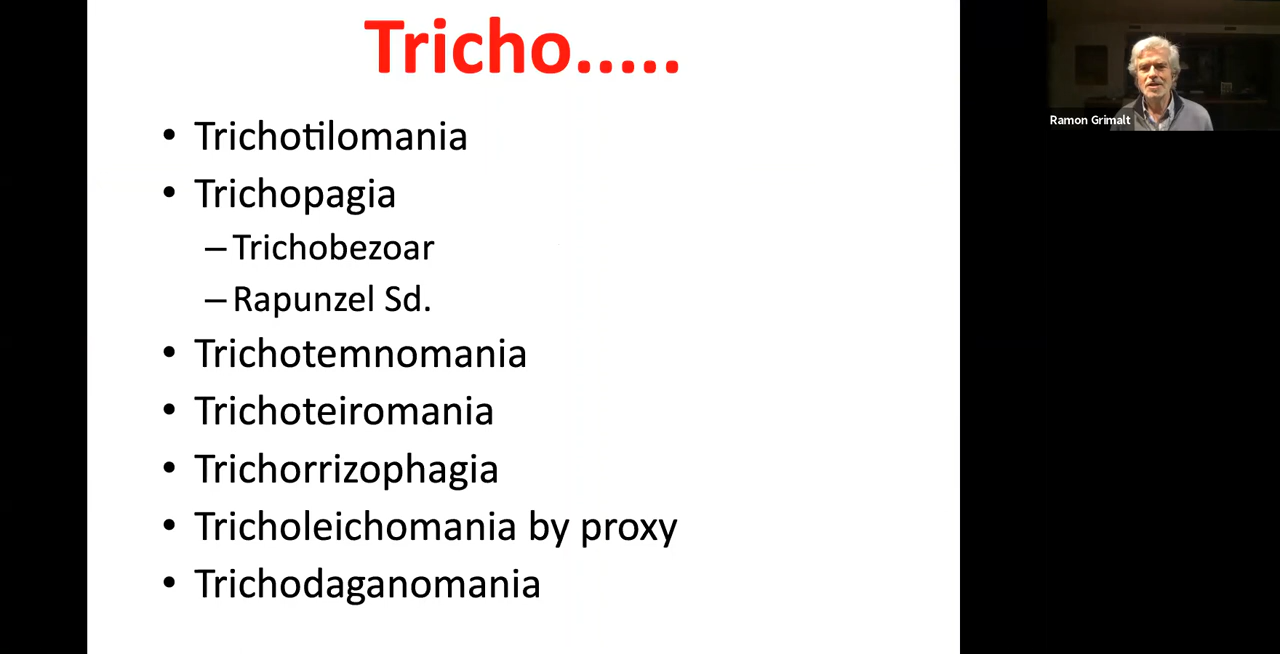 Tricho.....
• Trichotilomania
• Trichopagia
– Trichobezoar
– Rapunzel Sd.
• Trichotemnomania
• Trichoteiromania
• Trichorrizophagia
• Tricholeichomania by proxy
• Trichodaganomania
Ramon Grimalt